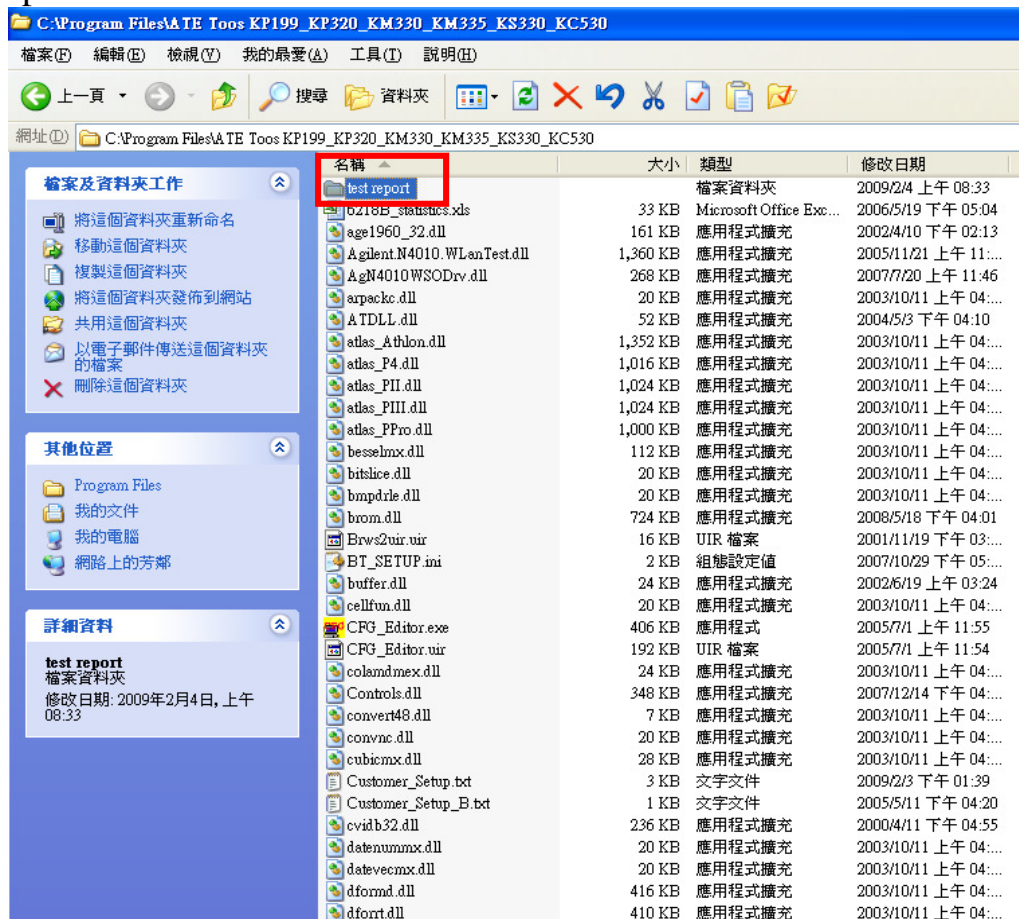 C:\Program Files\ATE Toos KP199_KP320_KM330_KM335_KS330_KC530
檔案(F) 編輯(E) 檢視(V) 我的最愛(A) 工具(T) 說明(H)
上一頁 搜尋 資料夾
網址(D) C:\Program Files\ATE Toos KP199_KP320_KM330_KM335_KS330_KC530
檔案及資料夾工作
將這個資料夾重新命名
移動這個資料夾
複製這個資料夾
將這個資料夾發佈到網站
共用這個資料夾
以電子郵件傳送這個資料夾
的檔案
刪除這個資料夾
其他位置
Program Files
我的文件
我的電腦
網路上的芳鄰
詳細資料
test report
檔案資料夾
修改日期: 2009年2月4日, 上午
08:33
名稱 大小 類型 修改日期
test report 檔案資料夾 2009/2/4 上午 08:33
b218B_statistics.xls 33 KB Microsoft Office Exc... 2006/5/19 下午 05:04
age1960_32.dll 161 KB 應用程式擴充 2002/4/10 下午 02:13
Agilent.N4010.WLanTest.dll 1,360 KB 應用程式擴充 2005/11/21 上午 11:...
AgN4010WSODrv.dll 268 KB 應用程式擴充 2007/7/20 上午 11:46
arpackc.dll 20 KB 應用程式擴充 2003/10/11 上午 04:...
ATDLL.dll 52 KB 應用程式擴充 2004/5/3 下午 04:10
atlas_Athlon.dll 1,352 KB 應用程式擴充 2003/10/11 上午 04:...
atlas_P4.dll 1,016 KB 應用程式擴充 2003/10/11 上午 04:...
atlas_PII.dll 1,024 KB 應用程式擴充 2003/10/11 上午 04:...
atlas_PIII.dll 1,024 KB 應用程式擴充 2003/10/11 上午 04:...
atlas_PPro.dll 1,000 KB 應用程式擴充 2003/10/11 上午 04:...
besselmx.dll 112 KB 應用程式擴充 2003/10/11 上午 04:...
bitslice.dll 20 KB 應用程式擴充 2003/10/11 上午 04:...
bmpdrle.dll 20 KB 應用程式擴充 2003/10/11 上午 04:...
brom.dll 724 KB 應用程式擴充 2008/5/18 下午 04:01
Brws2uir.uir 16 KB UIR 檔案 2001/11/19 下午 03:...
BT_SETUP.ini 2 KB 組態設定值 2007/10/29 下午 05:...
buffer.dll 24 KB 應用程式擴充 2002/6/19 上午 03:24
cellfun.dll 20 KB 應用程式擴充 2003/10/11 上午 04:...
CFG_Editor.exe 406 KB 應用程式 2005/7/1 上午 11:55
CFG_Editor.uir 192 KB UIR 檔案 2005/7/1 上午 11:54
colamdmex.dll 24 KB 應用程式擴充 2003/10/11 上午 04:...
Controls.dll 348 KB 應用程式擴充 2007/12/14 下午 04:...
convert48.dll 7 KB 應用程式擴充 2003/10/11 上午 04:...
convnc.dll 20 KB 應用程式擴充 2003/10/11 上午 04:...
cubicmx.dll 28 KB 應用程式擴充 2003/10/11 上午 04:...
Customer_Setup.txt 3 KB 文字文件 2009/2/3 下午 01:39
Customer_Setup_B.txt 1 KB 文字文件 2005/5/11 下午 04:20
cvidb32.dll 236 KB 應用程式擴充 2000/4/11 下午 04:55
datenummx.dll 20 KB 應用程式擴充 2003/10/11 上午 04:...
datevecmx.dll 20 KB 應用程式擴充 2003/10/11 上午 04:...
dformd.dll 416 KB 應用程式擴充 2003/10/11 上午 04:...
dforrt.dll 410 KB 應用程式擴充 2003/10/11 上午 04:...